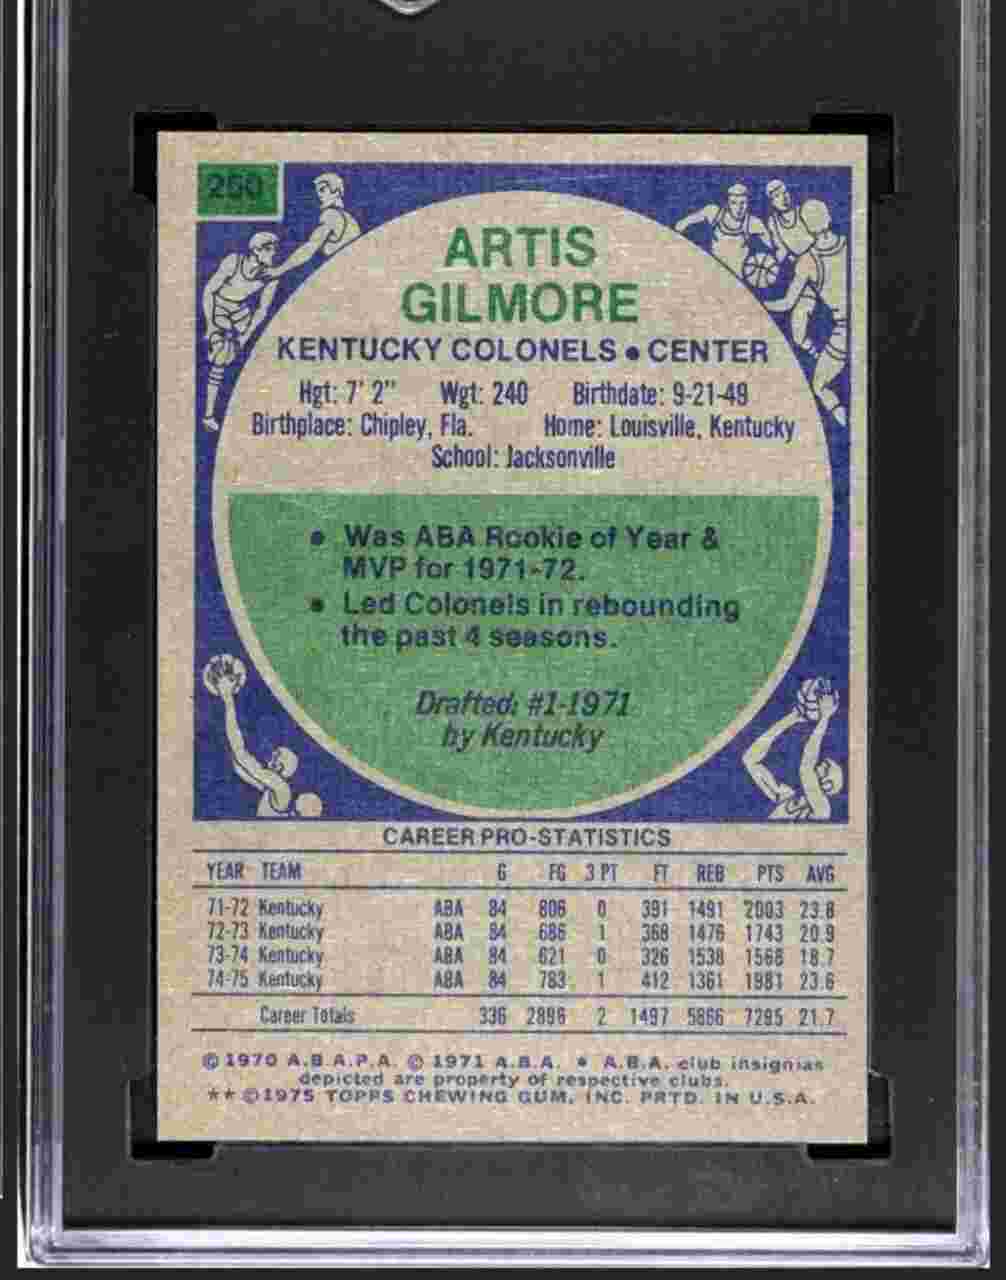 250
ARTIS
GILMORE
KENTUCKY COLONELS • CENTER
Hgt: 7' 2" Wgt: 240 Birthdate: 9-21-49
Birthplace: Chipley, Fla. Home: Louisville, Kentucky
School: Jacksonville
• Was ABA Rookie of Year &
MVP for 1971-72.
• Led Colonels in rebounding
the past 4 seasons.
Drafted: #1-1971
by Kentucky
CAREER PRO-STATISTICS
YEAR TEAM G FG 3 PT FT REB PTS AVG
71-72 Kentucky ABA 84 806 0 391 1491 2003 23.8
72-73 Kentucky ABA 84 686 1 368 1476 1743 20.9
73-74 Kentucky ABA 84 621 0 326 1538 1568 18.7
74-75 Kentucky ABA 84 783 1 412 1361 1981 23.6
Career Totals 336 2896 2 1497 5866 7295 21.7
© 1970 A.B.A.P.A. © 1971 A.B.A. • A.B.A. club insignias
depicted are property of respective clubs.
** ©1975 TOPPS CHEWING GUM, INC. PRTD. IN U.S.A.